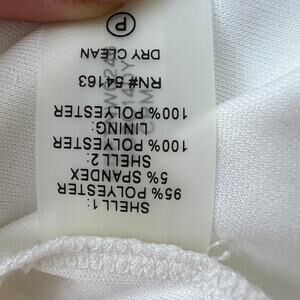 SHELL 1:
95% POLYESTER
5% SPANDEX
SHELL 2:
100% POLYESTER
LINING:
100% POLYESTER
RN# 54163
DRY CLEAN
P